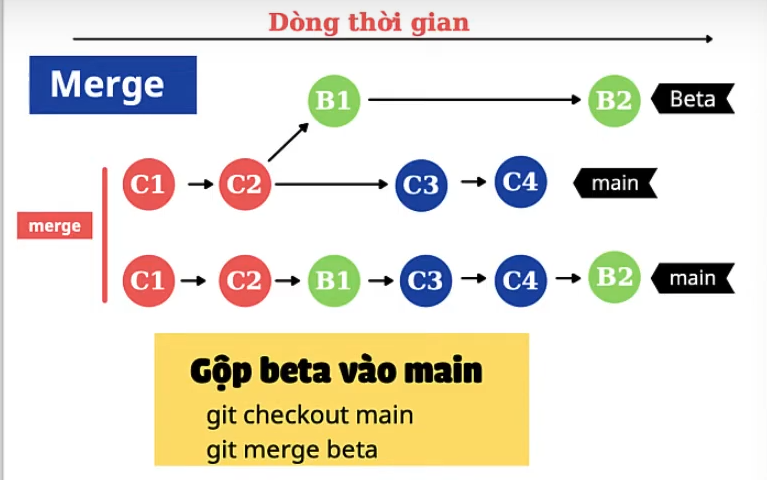 Dòng thời gian
Merge
B1 B2 Beta
C1 C2 C3 C4 main
merge
C1 C2 B1 C3 C4 B2 main
Gộp beta vào main
git checkout main
git merge beta